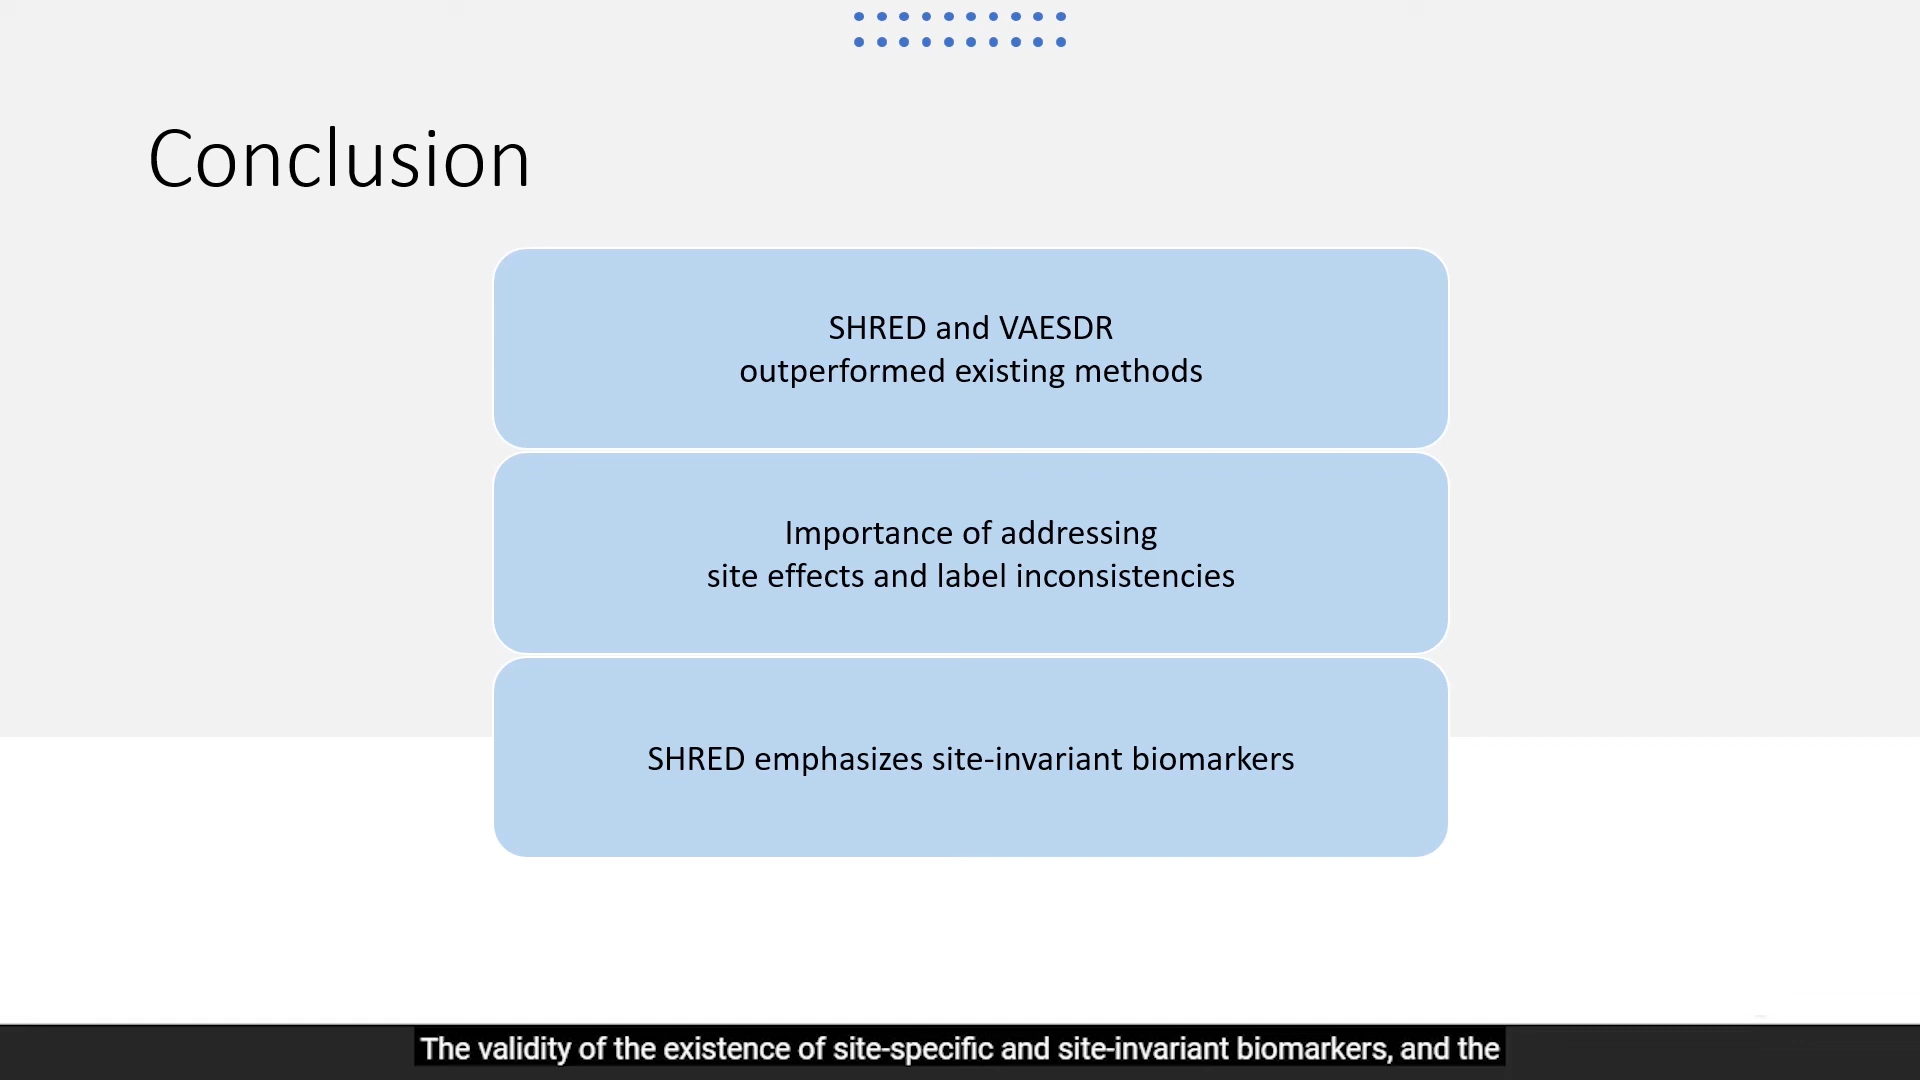 Conclusion
SHRED and VAESDR
outperformed existing methods
Importance of addressing
site effects and label inconsistencies
SHRED emphasizes site-invariant biomarkers
The validity of the existence of site-specific and site-invariant biomarkers, and the